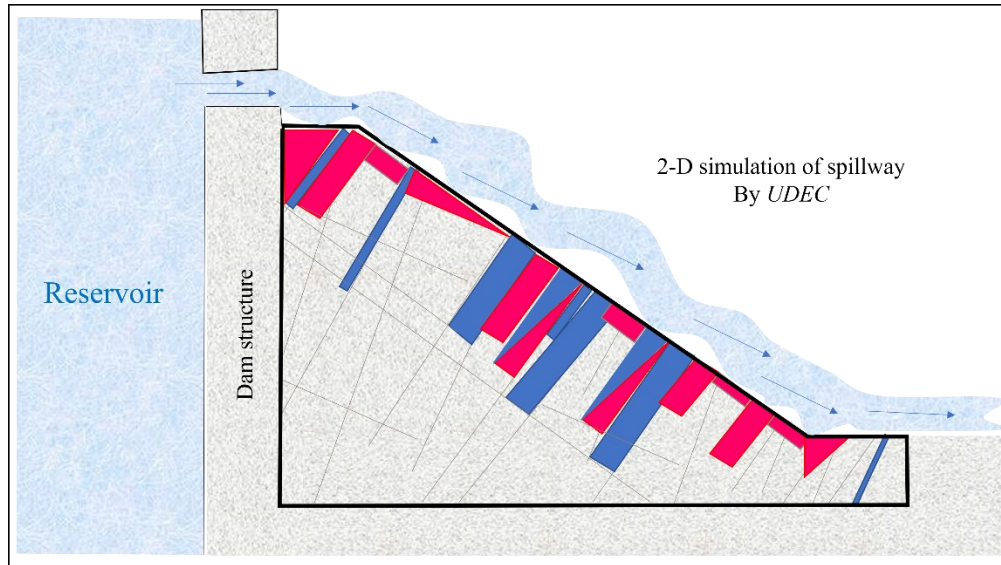 2-D simulation of spillway
By UDEC
Reservoir
Dam structure